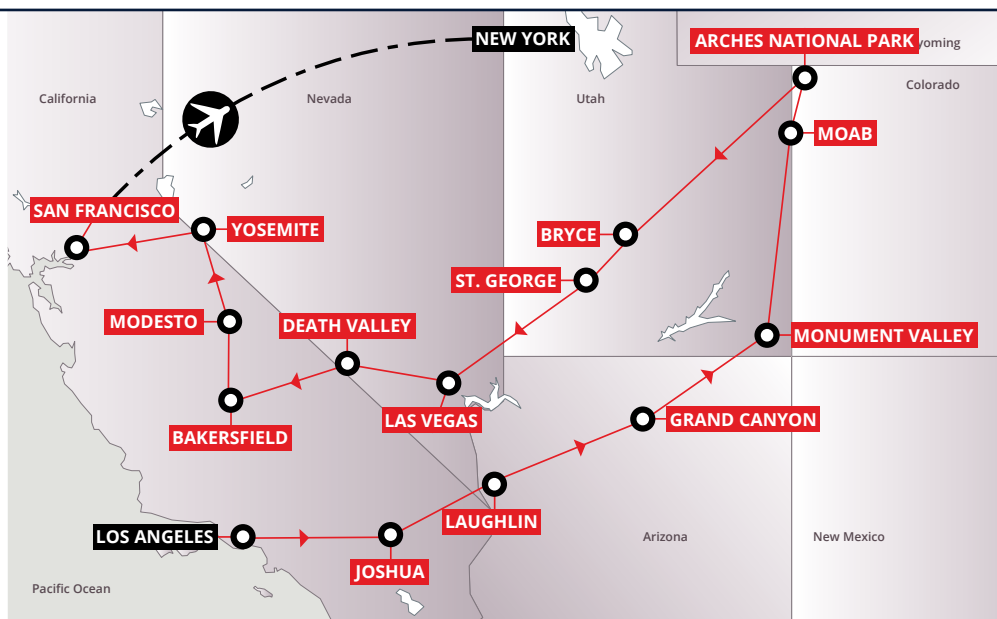 NEW YORK
ARCHES NATIONAL PARK
yoming
California
Nevada
Utah
Colorado
MOAB
SAN FRANCISCO
YOSEMITE
BRYCE
ST. GEORGE
MODESTO
DEATH VALLEY
MONUMENT VALLEY
LAS VEGAS
GRAND CANYON
BAKERSFIELD
LAUGHLIN
LOS ANGELES
Arizona
New Mexico
JOSHUA
Pacific Ocean